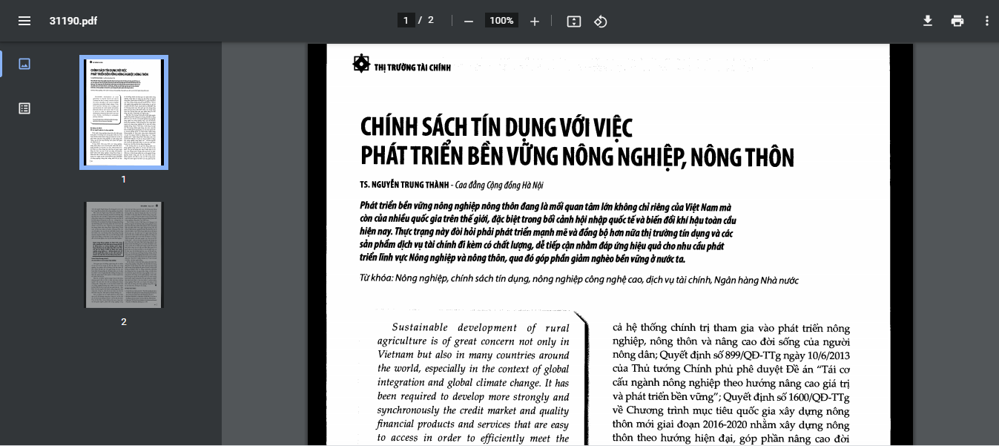 31190.pdf
1 / 2
100%
1
2
THỊ TRƯỜNG TÀI CHÍNH
CHÍNH SÁCH TÍN DỤNG VỚI VIỆC
PHÁT TRIỂN BỀN VỮNG NÔNG NGHIỆP, NÔNG THÔN
TS. NGUYỄN TRUNG THÀNH - Cao đẳng Cộng đồng Hà Nội
Phát triển bền vững nông nghiệp nông thôn đang là mối quan tâm lớn không chỉ riêng của Việt Nam mà
còn của nhiều quốc gia trên thế giới, đặc biệt trong bối cảnh hội nhập quốc tế và biến đổi khí hậu toàn cầu
hiện nay. Thực trạng này đòi hỏi phải phát triển mạnh mẽ và đồng bộ hơn nữa thị trường tín dụng và các
sản phẩm dịch vụ tài chính đi kèm có chất lượng, dễ tiếp cận nhằm đáp ứng hiệu quả cho nhu cầu phát
triển lĩnh vực Nông nghiệp và nông thôn, qua đó góp phần giảm nghèo bền vững ở nước ta.
Từ khóa: Nông nghiệp, chính sách tín dụng, nông nghiệp công nghệ cao, dịch vụ tài chính, Ngân hàng Nhà nước
Sustainable development of rural
agriculture is of great concern not only in
Vietnam but also in many countries around
the world, especially in the context of global
integration and global climate change. It has
been required to develop more strongly and
synchronously the credit market and quality
financial products and services that are easy
to access in order to efficiently meet the
cả hệ thống chính trị tham gia vào phát triển nông
nghiệp, nông thôn và nâng cao đời sống của người
nông dân; Quyết định số 899/QĐ-TTg ngày 10/6/2013
của Thủ tướng Chính phủ phê duyệt Đề án “Tái cơ
cấu ngành nông nghiệp theo hướng nâng cao giá trị
và phát triển bền vững”; Quyết định số 1600/QĐ-TTg
về Chương trình mục tiêu quốc gia xây dựng nông
thôn mới giai đoạn 2016-2020 nhằm xây dựng nông
thôn theo hướng hiện đại, góp phần nâng cao đời